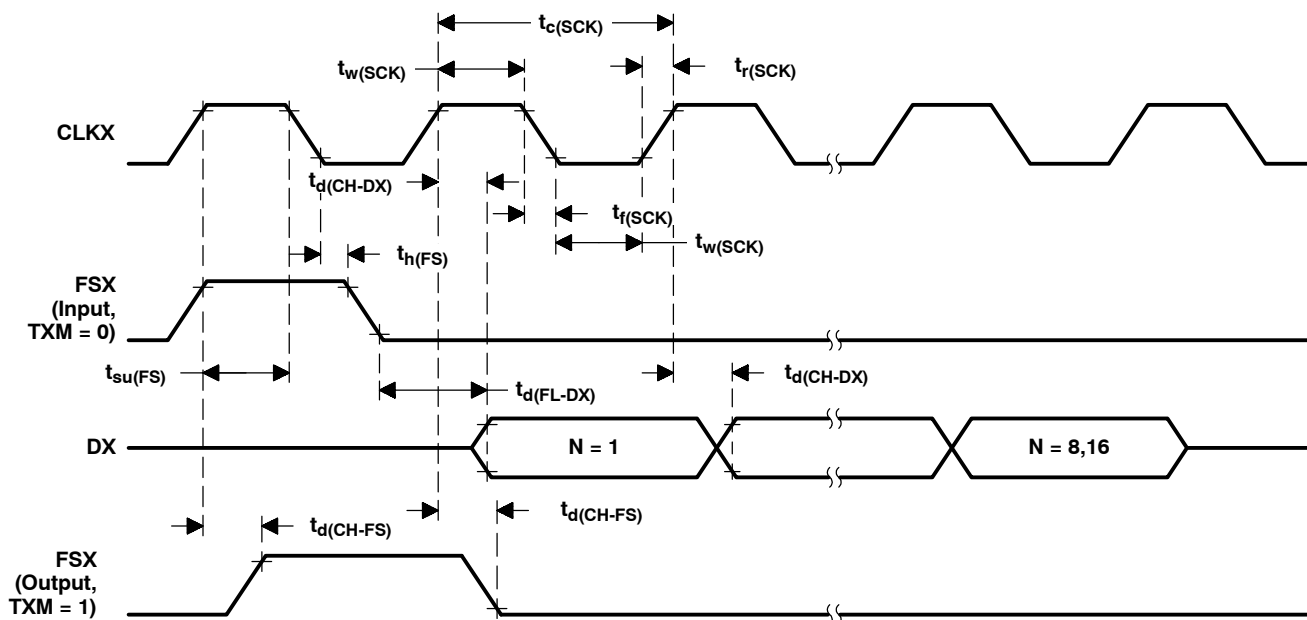 tc(SCK)
tw(SCK)
tr(SCK)
CLKX
td(CH-DX)
tf(SCK)
tw(SCK)
th(FS)
FSX
(Input,
TXM = 0)
tsu(FS)
td(CH-DX)
td(FL-DX)
DX
N = 1
N = 8,16
td(CH-FS)
td(CH-FS)
FSX
(Output,
TXM = 1)